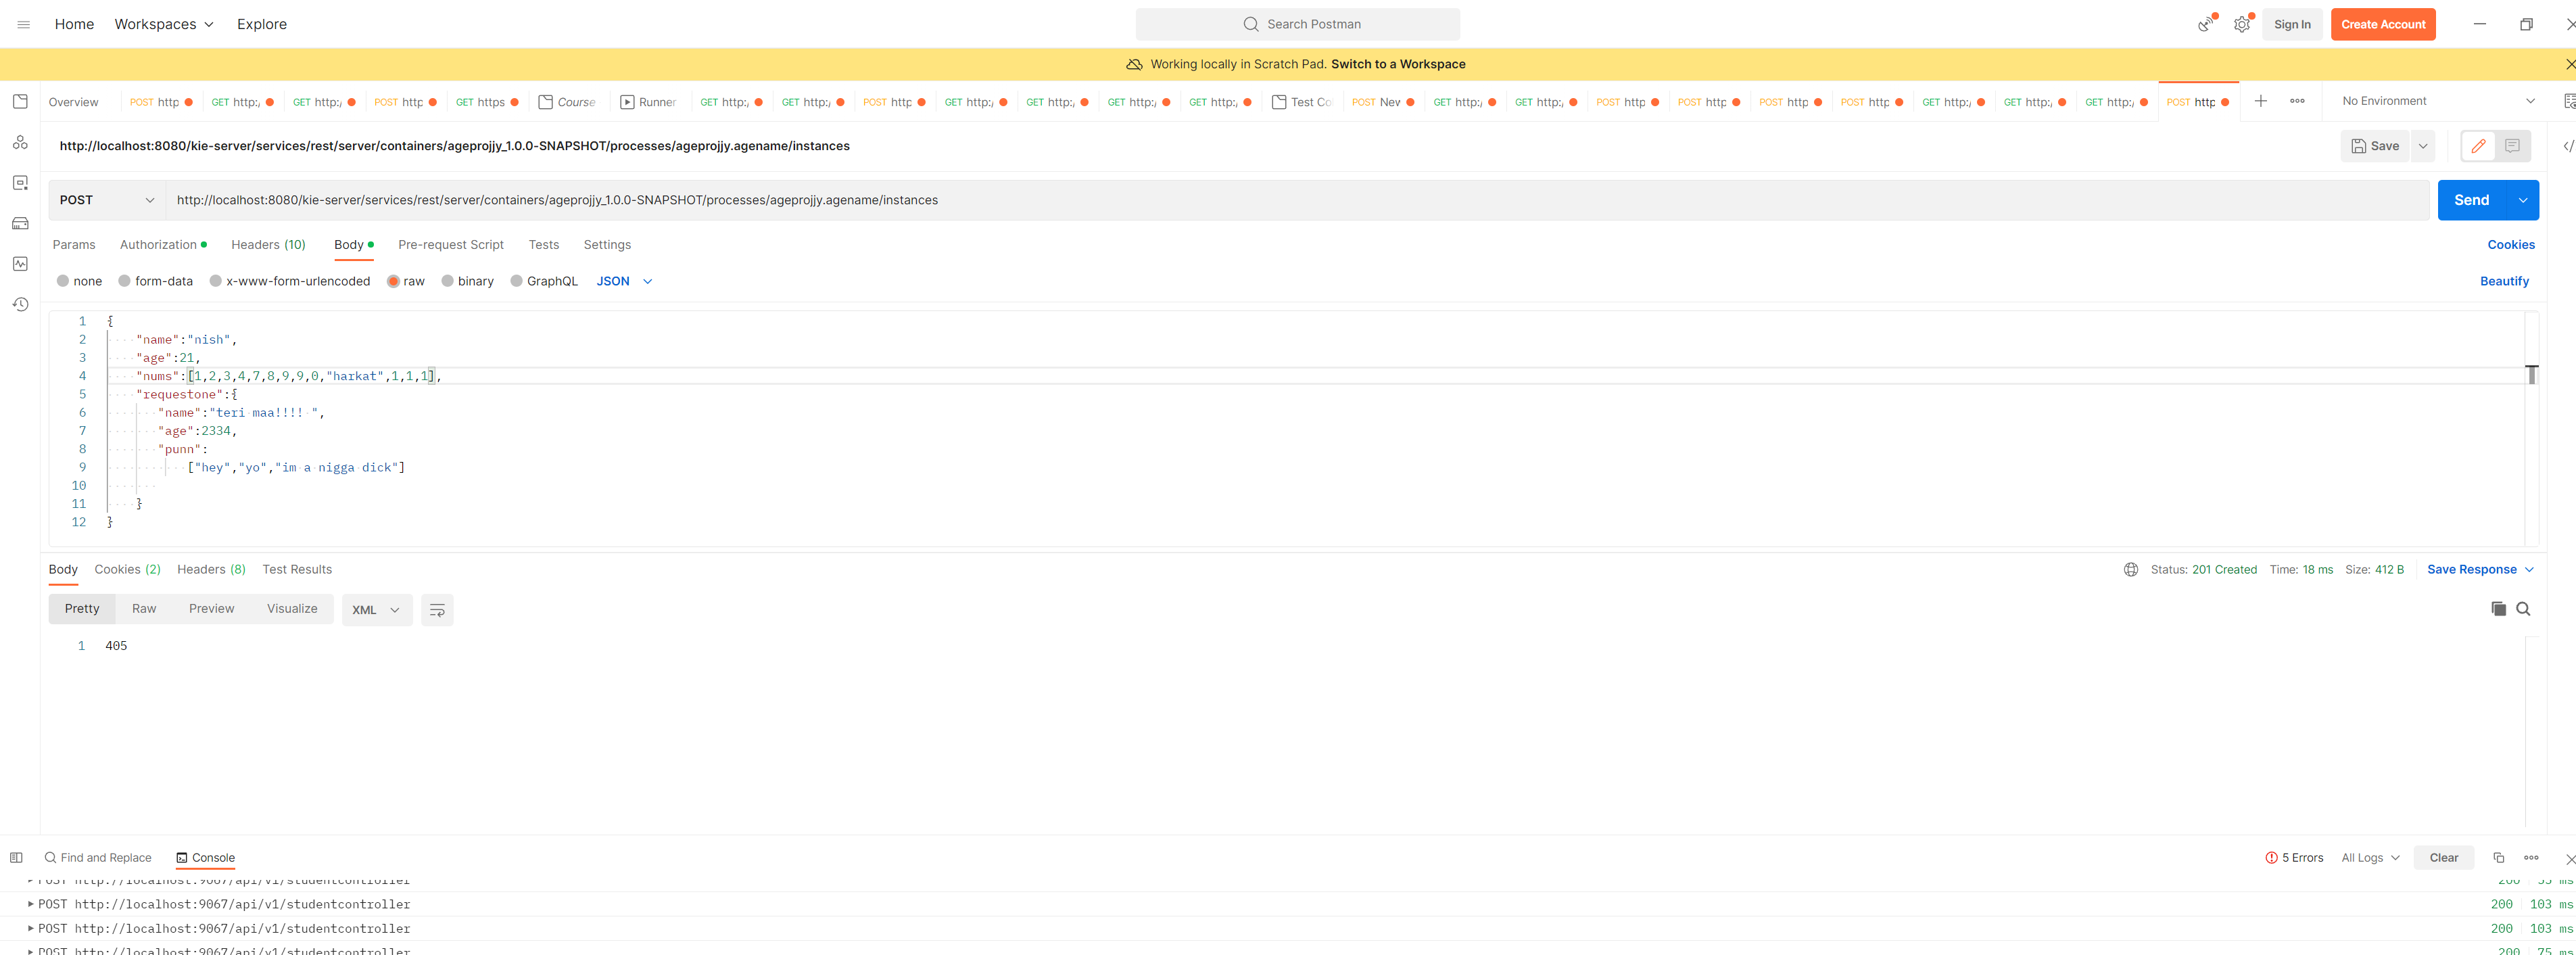 Home Workspaces Explore Search Postman Sign In Create Account
Working locally in Scratch Pad. Switch to a Workspace
Overview POST http GET http:/ GET http:/ POST http GET https Course Runner GET http:/ GET http:/ POST http GET http:/ GET http:/ GET http:/ GET http:/ Test Co POST New GET http:/ GET http:/ POST http POST http POST http POST http GET http:/ GET http:/ GET http:/ POST http No Environment
http://localhost:8080/kie-server/services/rest/server/containers/ageprojjy_1.0.0-SNAPSHOT/processes/ageprojjy.agename/instances Save
POST http://localhost:8080/kie-server/services/rest/server/containers/ageprojjy_1.0.0-SNAPSHOT/processes/ageprojjy.agename/instances Send
Params Authorization Headers (10) Body Pre-request Script Tests Settings Cookies
none form-data x-www-form-urlencoded raw binary GraphQL JSON Beautify
1 {
2 "name":"nish",
3 "age":21,
4 "nums":[1,2,3,4,7,8,9,9,0,"harkat",1,1,1],
5 "requestone":{
6 "name":"teri maa!!!! ",
7 "age":2334,
8 "punn":
9 ["hey","yo","im a nigga dick"]
10
11 }
12 }
Body Cookies (2) Headers (8) Test Results Status: 201 Created Time: 18 ms Size: 412 B Save Response
Pretty Raw Preview Visualize XML
1 405
Find and Replace Console 5 Errors All Logs Clear
POST http://localhost:9067/api/v1/studentcontroller 200 55 ms
POST http://localhost:9067/api/v1/studentcontroller 200 103 ms
POST http://localhost:9067/api/v1/studentcontroller 200 103 ms
POST http://localhost:9067/api/v1/studentcontroller 200 75 ms